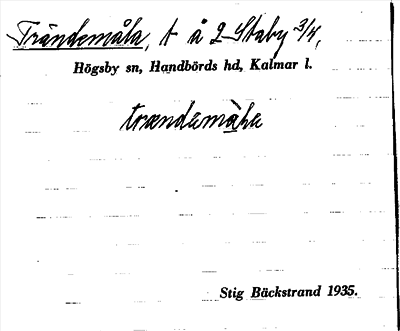 Trändemåla, t å 2 Staby 3/4,
Högsby sn, Handbörds hd, Kalmar l.
trændemåla
Stig Bäckstrand 1935.